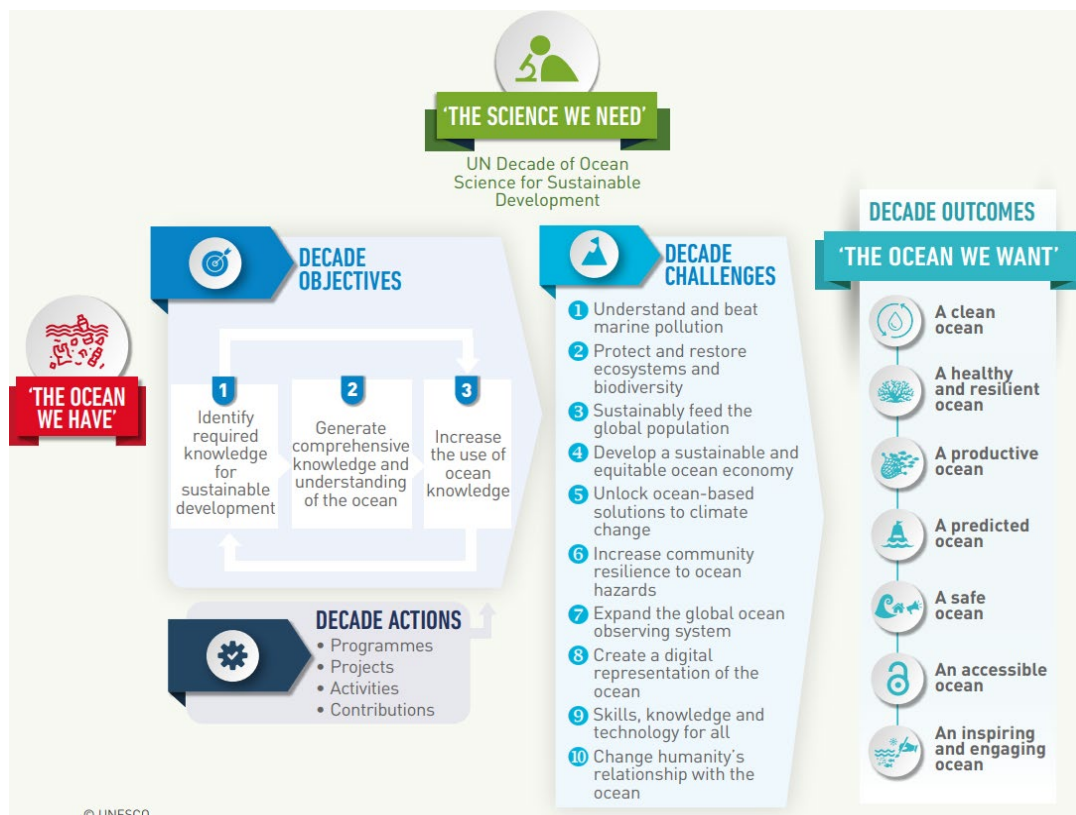 'THE SCIENCE WE NEED'
UN Decade of Ocean
Science for Sustainable
Development
'THE OCEAN
WE HAVE'
DECADE
OBJECTIVES
1
Identify
required
knowledge
for
sustainable
development
2
Generate
comprehensive
knowledge and
understanding
of the ocean
3
Increase
the use of
ocean
knowledge
DECADE ACTIONS
• Programmes
• Projects
• Activities
• Contributions
DECADE
CHALLENGES
1 Understand and beat
marine pollution
2 Protect and restore
ecosystems and
biodiversity
3 Sustainably feed the
global population
4 Develop a sustainable and
equitable ocean economy
5 Unlock ocean-based
solutions to climate
change
6 Increase community
resilience to ocean
hazards
7 Expand the global ocean
observing system
8 Create a digital
representation of the
ocean
9 Skills, knowledge and
technology for all
10 Change humanity's
relationship with the
ocean
DECADE OUTCOMES
'THE OCEAN WE WANT'
A clean
ocean
A healthy
and resilient
ocean
A productive
ocean
A predicted
ocean
A safe
ocean
An accessible
ocean
An inspiring
and engaging
ocean
© UNESCO